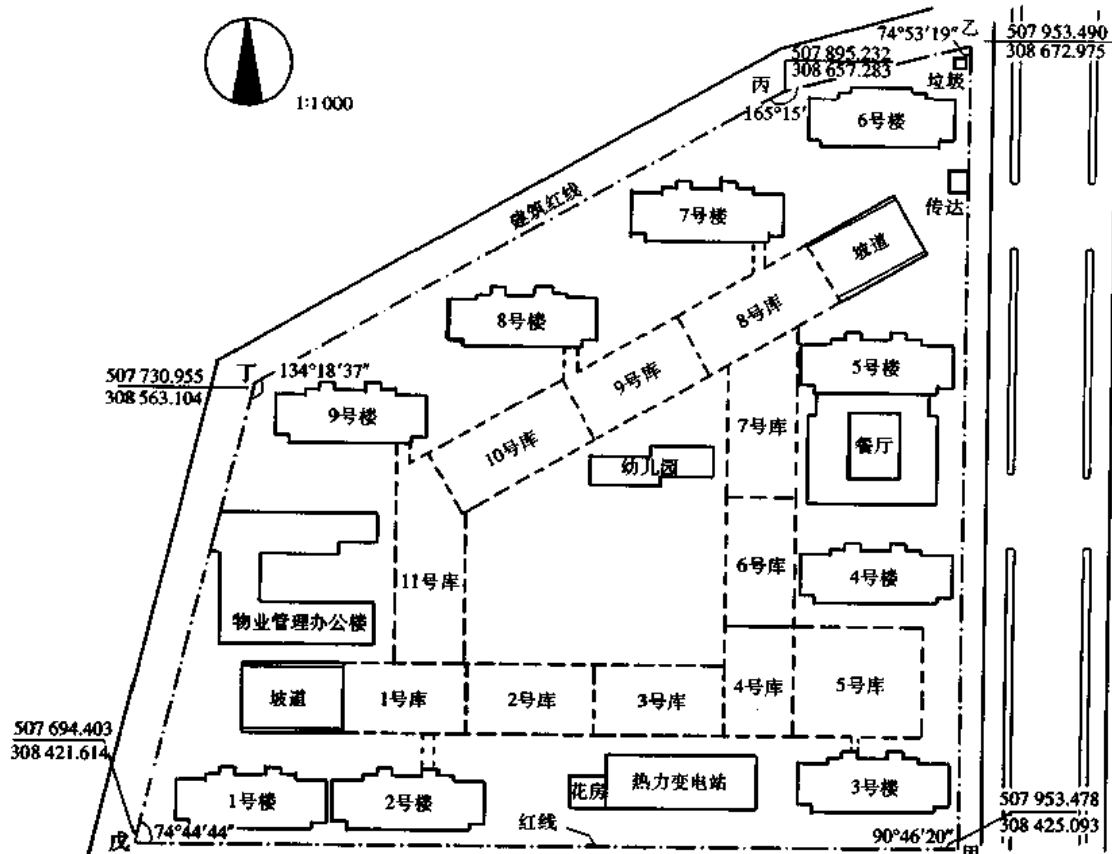 1:1000
74°53′19″
乙
507 953.490
308 672.975
507 895.232
308 657.283
丙
165°15′
垃圾
6号楼
传达
建筑红线
7号楼
坡道
8号库
8号楼
9号库
5号楼
507 730.955
308 563.104
丁
134°18′37″
9号楼
10号库
7号库
餐厅
幼儿园
11号库
6号库
4号楼
物业管理办公楼
坡道
1号库
2号库
3号库
4号库
5号库
507 694.403
308 421.614
1号楼
2号楼
花房
热力变电站
3号楼
507 953.478
308 425.093
戊
74°44′44″
红线
90°46′20″
甲